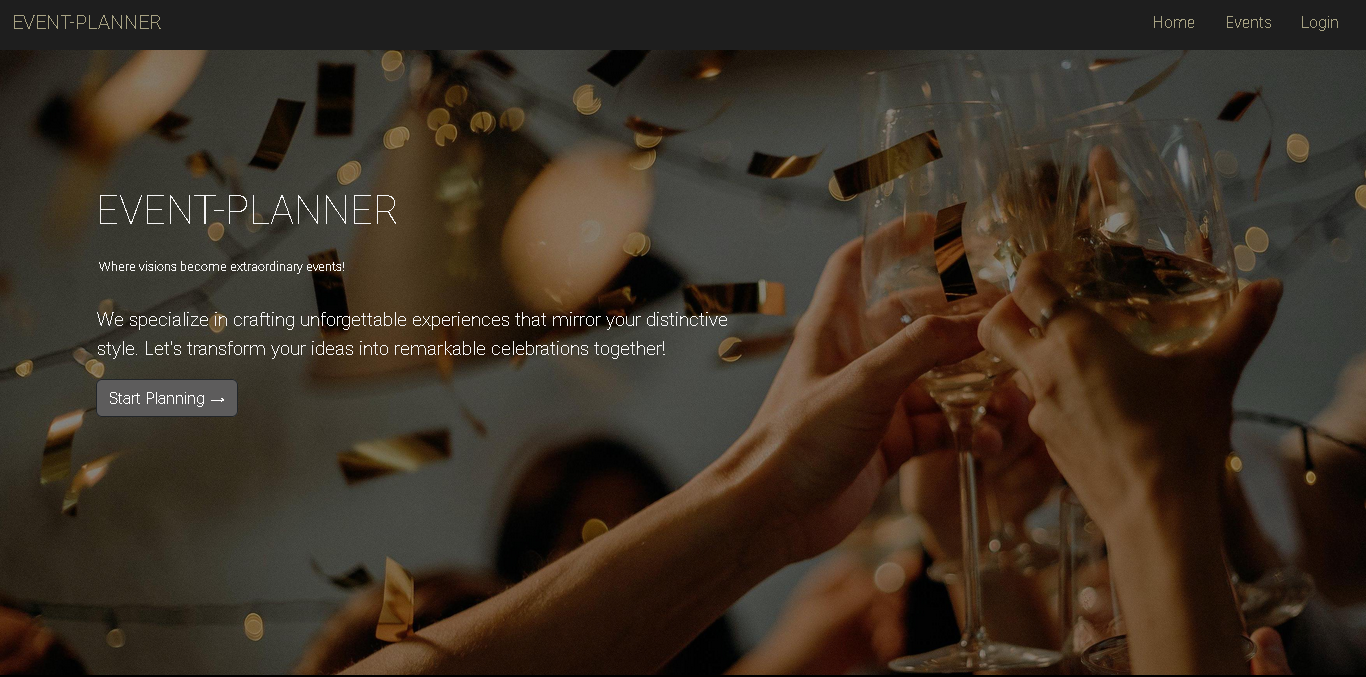 EVENT-PLANNER
Home Events Login
EVENT-PLANNER
Where visions become extraordinary events!
We specialize in crafting unforgettable experiences that mirror your distinctive
style. Let's transform your ideas into remarkable celebrations together!
Start Planning →